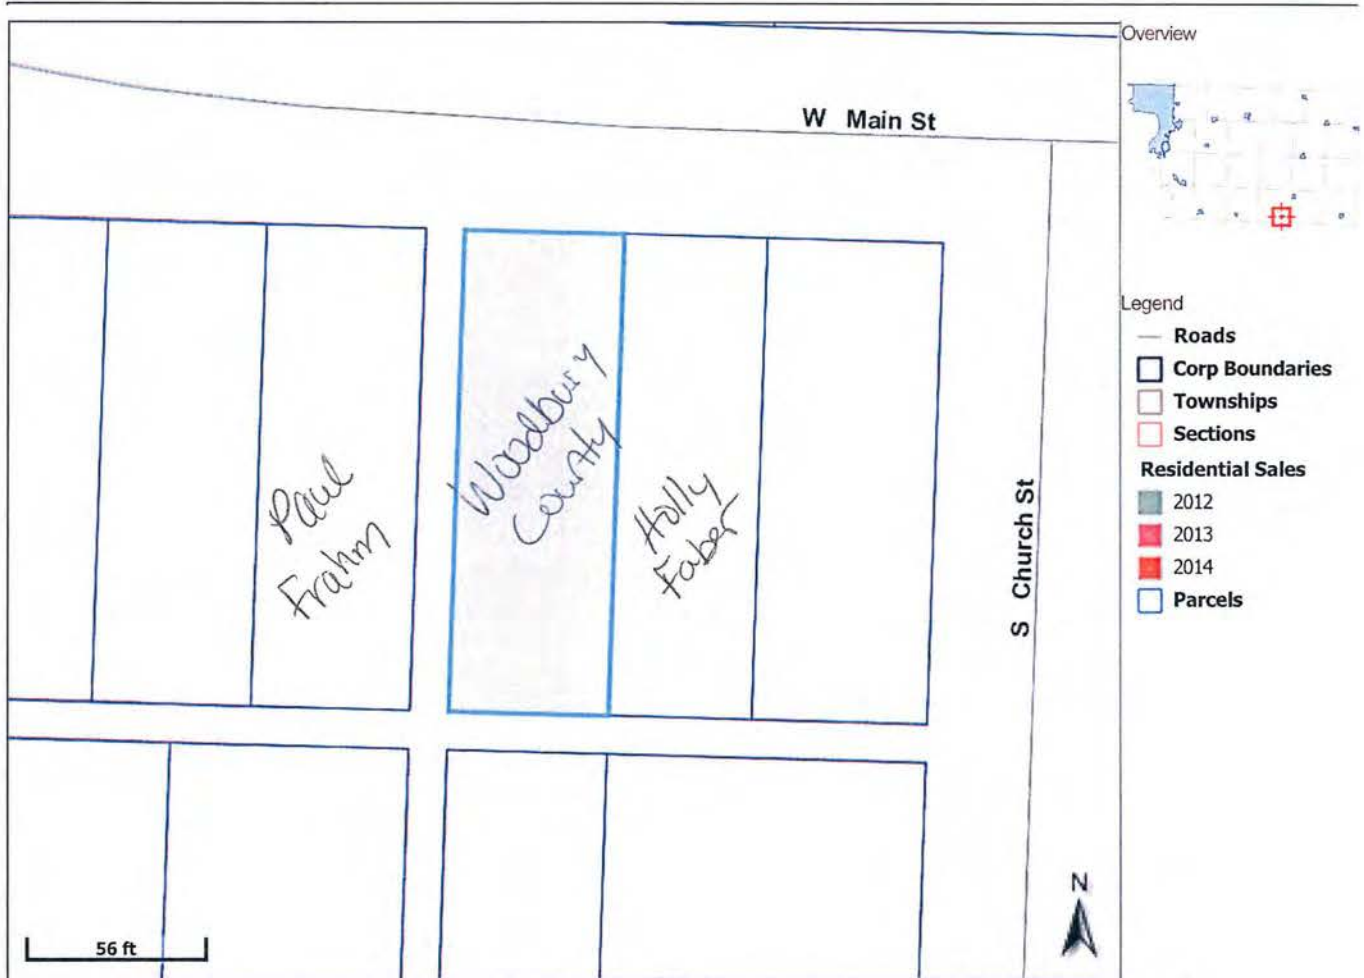 Overview
W Main St
Legend
Roads
Corp Boundaries
Townships
Sections
Residential Sales
2012
2013
2014
Parcels
Paul
Frahm
Woodbury
County
Holly
Faber
S Church St
N
56 ft